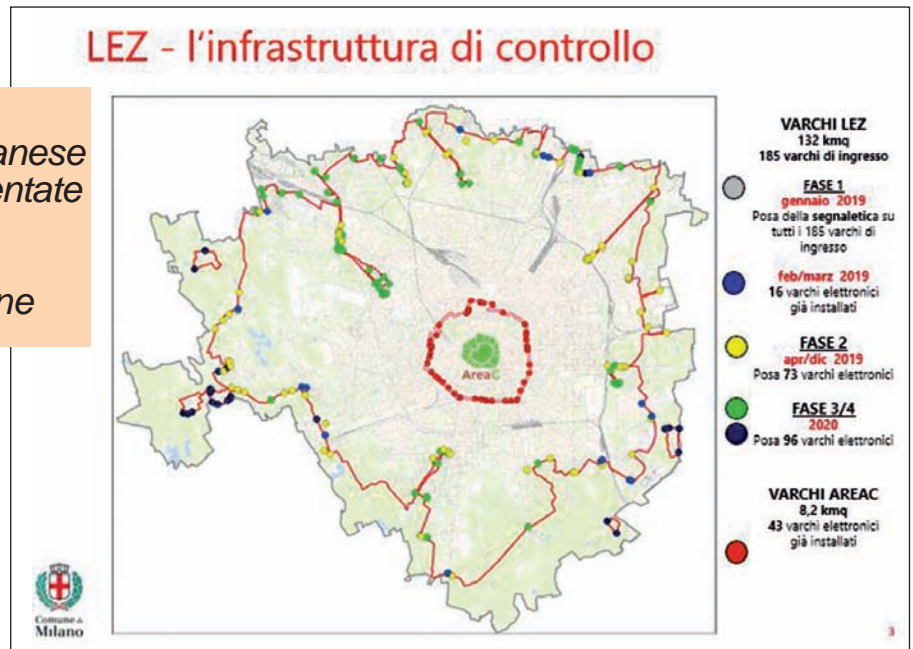 LEZ - l'infrastruttura di controllo
anese
entate
ne
VARCHI LEZ
132 kmq
185 varchi di ingresso
FASE 1
gennaio 2019
Posa della segnaletica su
tutti i 185 varchi di
ingresso
feb/marz 2019
16 varchi elettronici
già installati
FASE 2
apr/dic 2019
Posa 73 varchi elettronici
FASE 3/4
2020
Posa 96 varchi elettronici
VARCHI AREAC
8,2 kmq
43 varchi elettronici
già installati
AreaC
Comune di
Milano
3